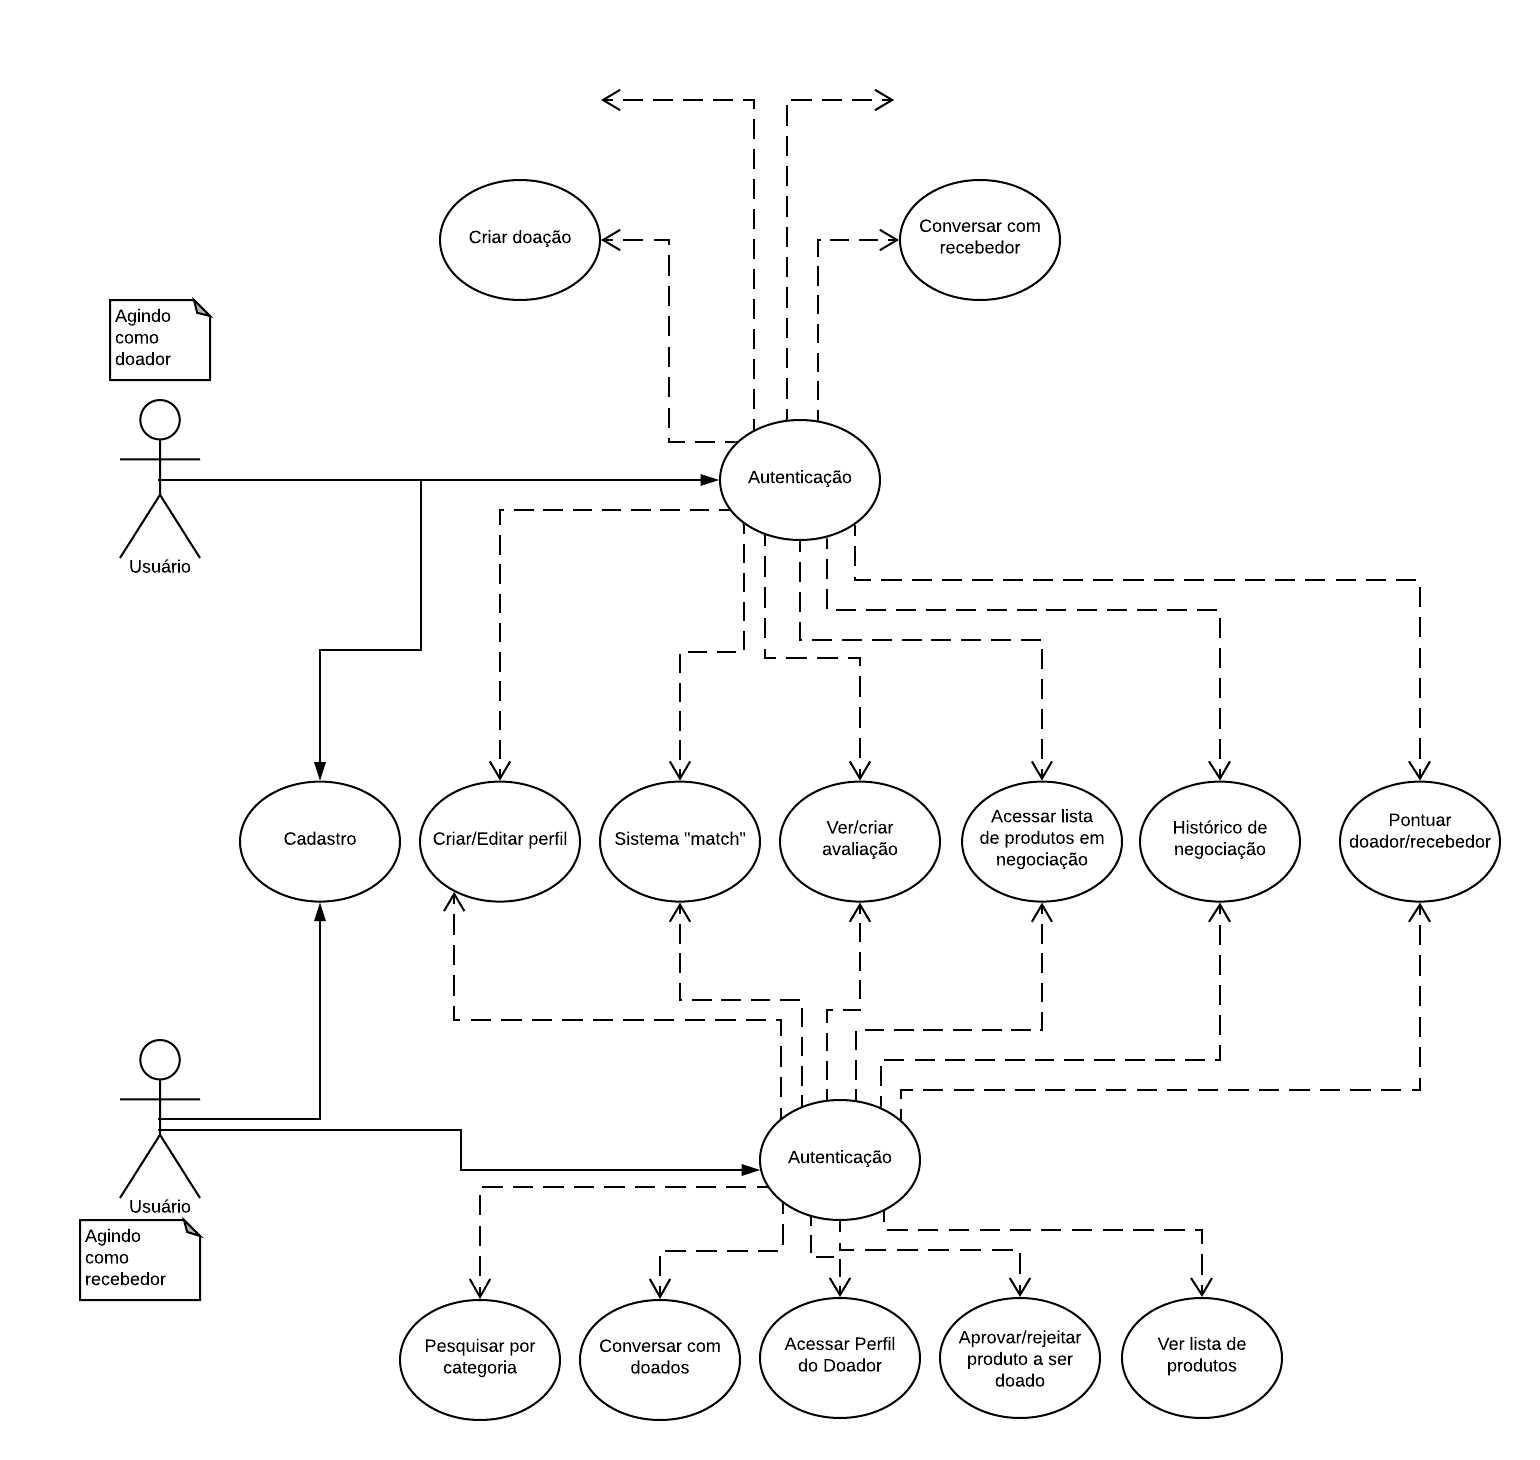 Criar doação
Conversar com
recebedor
Agindo
como
doador
Autenticação
Usuário
Cadastro
Criar/Editar perfil
Sistema "match"
Ver/criar
avaliação
Acessar lista
de produtos em
negociação
Histórico de
negociação
Pontuar
doador/recebedor
Autenticação
Usuário
Agindo
como
recebedor
Pesquisar por
categoria
Conversar com
doados
Acessar Perfil
do Doador
Aprovar/rejeitar
produto a ser
doado
Ver lista de
produtos